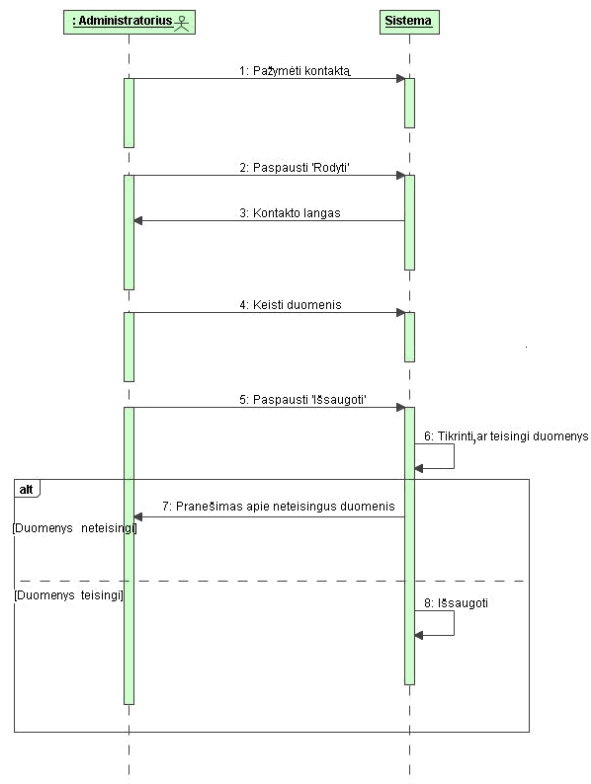 : Administratorius
Sistema
1: Pažymėti kontaktą
2: Paspausti 'Rodyti'
3: Kontakto langas
4: Keisti duomenis
5: Paspausti 'Išsaugoti'
6: Tikrinti,ar teisingi duomenys
alt
7: Pranešimas apie neteisingus duomenis
[Duomenys neteisingi]
[Duomenys teisingi]
8: Išsaugoti